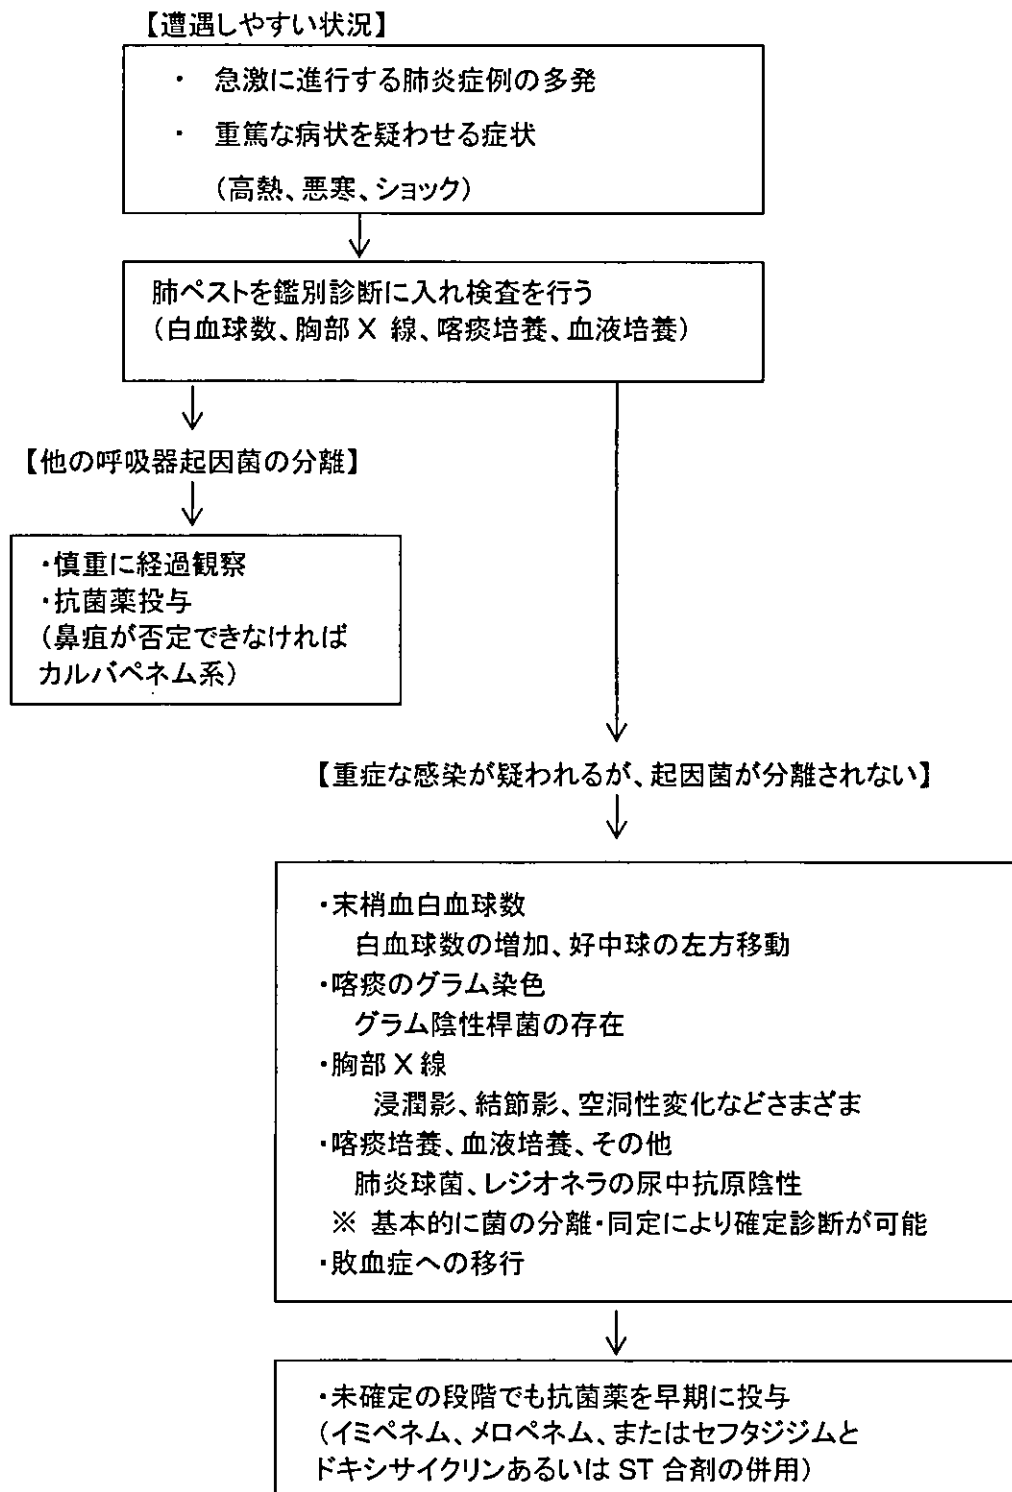 【遭遇しやすい状況】
・ 急激に進行する肺炎症例の多発
・ 重篤な病状を疑わせる症状
（高熱、悪寒、ショック）
肺ペストを鑑別診断に入れ検査を行う
（白血球数、胸部 X 線、喀痰培養、血液培養）
【他の呼吸器起因菌の分離】
・慎重に経過観察
・抗菌薬投与
（鼻疽が否定できなければ
カルバペネム系）
【重症な感染が疑われるが、起因菌が分離されない】
・末梢血白血球数
白血球数の増加、好中球の左方移動
・喀痰のグラム染色
グラム陰性桿菌の存在
・胸部 X 線
浸潤影、結節影、空洞性変化などさまざま
・喀痰培養、血液培養、その他
肺炎球菌、レジオネラの尿中抗原陰性
※ 基本的に菌の分離・同定により確定診断が可能
・敗血症への移行
・未確定の段階でも抗菌薬を早期に投与
（イミペネム、メロペネム、またはセフタジジムと
ドキシサイクリンあるいは ST 合剤の併用）